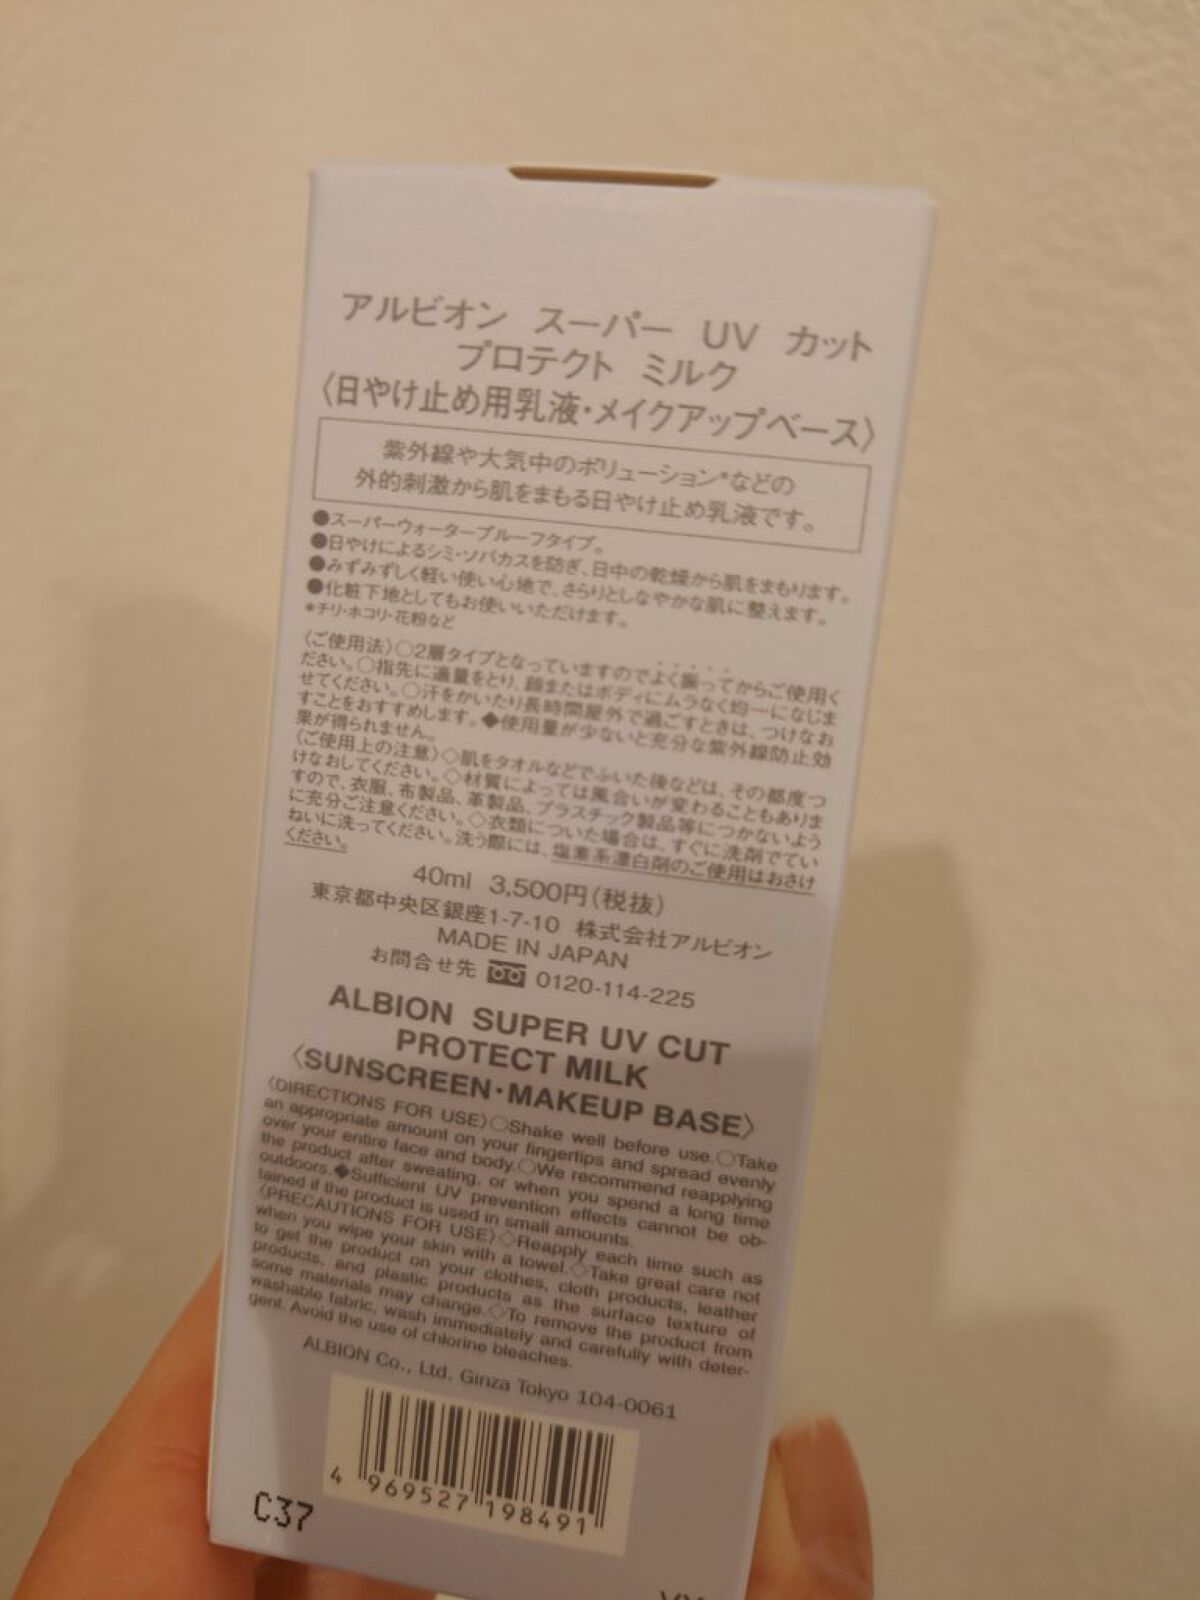 アルビオン スーパー UV カット
プロテクト ミルク
〈日やけ止め用乳液・メイクアップベース〉
紫外線や大気中のポリューション*などの
外的刺激から肌をまもる日やけ止め乳液です。
●スーパーウォータープルーフタイプ。
●日やけによるシミ・ソバカスを防ぎ、日中の乾燥から肌をまもります。
●みずみずしく軽い使い心地で、さらりとしなやかな肌に整えます。
●化粧下地としてもお使いいただけます。
*チリ・ホコリ・花粉など
〈ご使用法〉○2層タイプとなっていますのでよく振ってからご使用く
ださい。○指先に適量をとり、顔またはボディにムラなく均一になじま
せてください。○汗をかいたり長時間屋外で過ごすときは、つけなお
すことをおすすめします。◆使用量が少ないと充分な紫外線防止効
果が得られません。
〈ご使用上の注意〉◇肌をタオルなどでふいた後などは、その都度つ
けなおしてください。◇材質によっては風合いが変わることもありま
すので、衣服、布製品、革製品、プラスチック製品等につかないよう
に充分ご注意ください。◇衣類についた場合は、すぐに洗剤でてい
ねいに洗ってください。洗う際には、塩素系漂白剤のご使用はおさけ
ください。
40ml 3,500円(税抜)
東京都中央区銀座1-7-10 株式会社アルビオン
MADE IN JAPAN
お問合せ先 0120-114-225
ALBION SUPER UV CUT
PROTECT MILK
〈SUNSCREEN・MAKEUP BASE〉
〈DIRECTIONS FOR USE〉○Shake well before use.○Take
an appropriate amount on your fingertips and spread evenly
over your entire face and body.○We recommend reapplying
the product after sweating, or when you spend a long time
outdoors.◆Sufficient UV prevention effects cannot be ob-
tained if the product is used in small amounts.
〈PRECAUTIONS FOR USE〉◇Reapply each time such as
when you wipe your skin with a towel.◇Take great care not
to get the product on your clothes, cloth products, leather
products, and plastic products as the surface texture of
some materials may change.◇To remove the product from
washable fabric, wash immediately and carefully with deter-
gent. Avoid the use of chlorine bleaches.
ALBION Co., Ltd. Ginza Tokyo 104-0061
4 969527 198491
C37